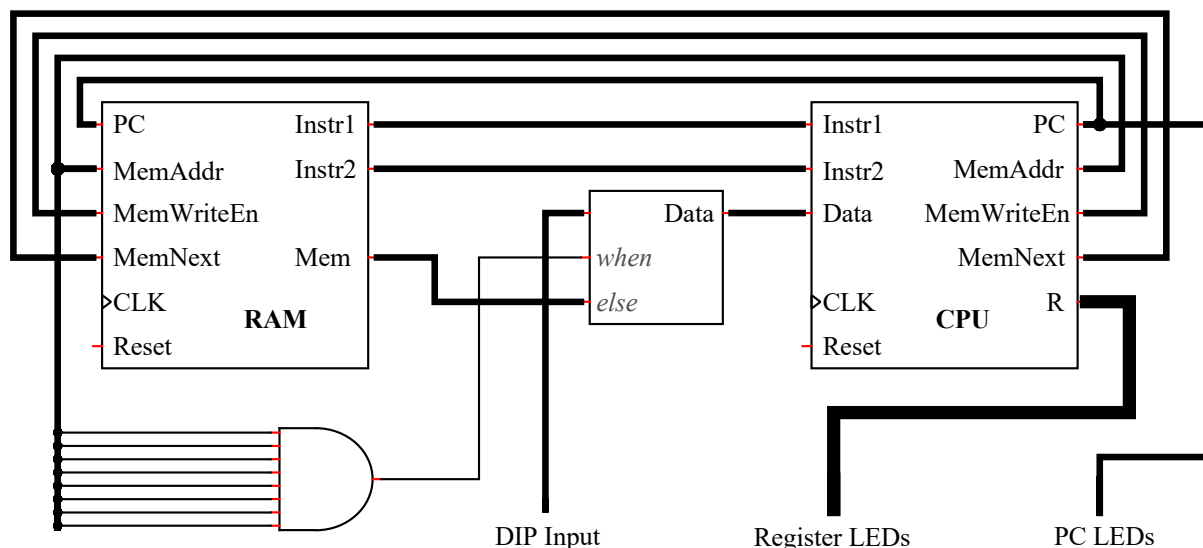 PC
MemAddr
MemWriteEn
MemNext
CLK
Reset
Instr1
Instr2
Mem
RAM
Data
when
else
Instr1
Instr2
Data
CLK
Reset
PC
MemAddr
MemWriteEn
MemNext
R
CPU
DIP Input
Register LEDs
PC LEDs